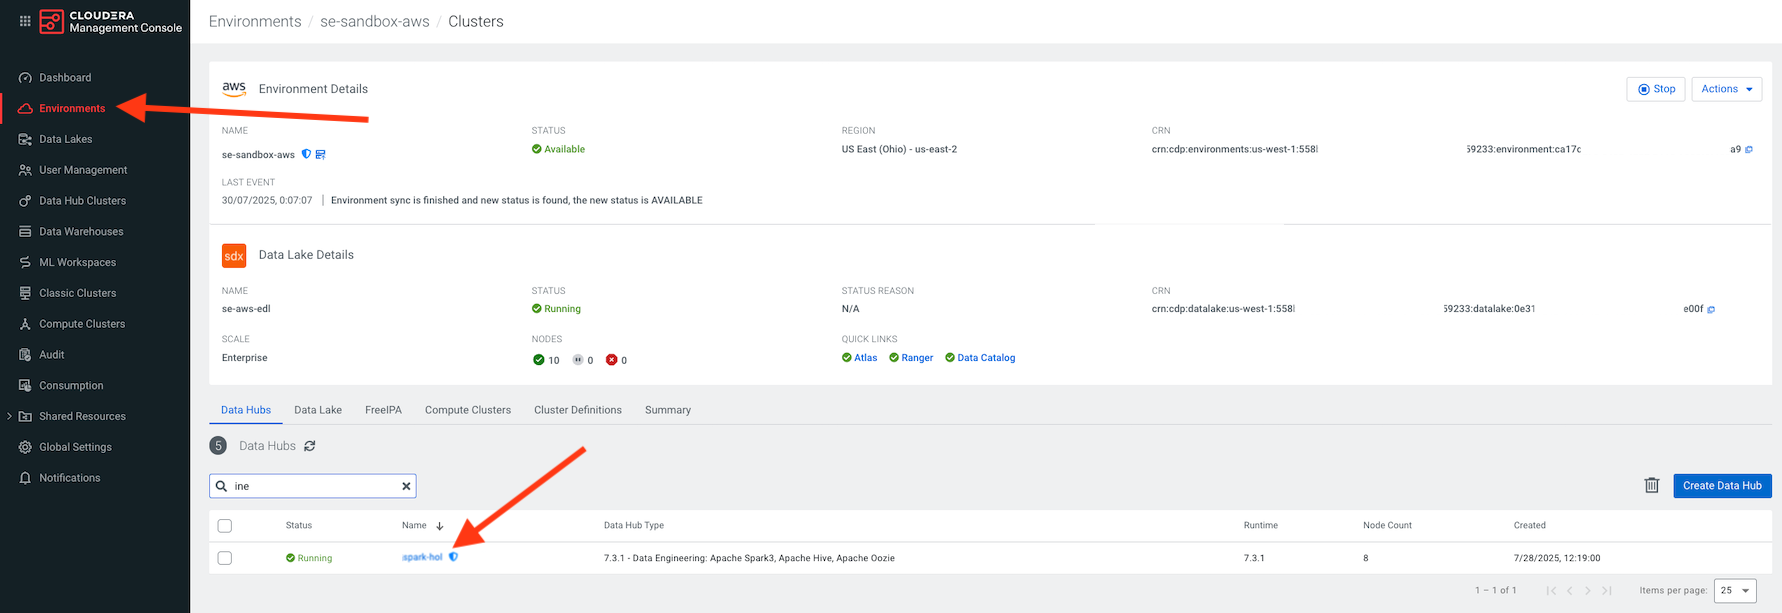 CLOUDERA
Management Console
Environments / se-sandbox-aws / Clusters
Dashboard
Environments
Data Lakes
User Management
Data Hub Clusters
Data Warehouses
ML Workspaces
Classic Clusters
Compute Clusters
Audit
Consumption
Shared Resources
Global Settings
Notifications
aws Environment Details
Stop
Actions
NAME STATUS REGION CRN
se-sandbox-aws Available US East (Ohio) - us-east-2 crn:cdp:environments:us-west-1:558 59233:environment:ca17c a9
LAST EVENT
30/07/2025, 0:07:07 | Environment sync is finished and new status is found, the new status is AVAILABLE
sdx Data Lake Details
NAME STATUS STATUS REASON CRN
se-aws-edl Running N/A crn:cdp:datalake:us-west-1:558 59233:datalake:0e31 e00f
SCALE NODES QUICK LINKS
Enterprise 10 0 0 Atlas Ranger Data Catalog
Data Hubs Data Lake FreeIPA Compute Clusters Cluster Definitions Summary
5 Data Hubs
ine
Create Data Hub
Status Name Data Hub Type Runtime Node Count Created
Running spark-hol 7.3.1 - Data Engineering: Apache Spark3, Apache Hive, Apache Oozie 7.3.1 8 7/28/2025, 12:19:00
1 – 1 of 1 Items per page: 25